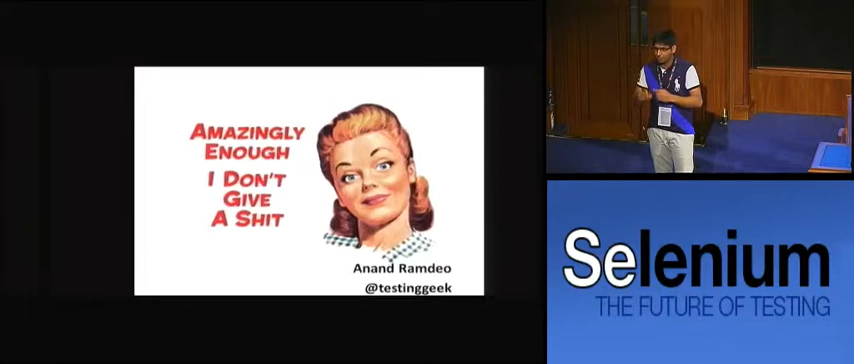 AMAZINGLY
ENOUGH
I DON'T
GIVE
A SHIT
Anand Ramdeo
@testinggeek
Selenium
THE FUTURE OF TESTING